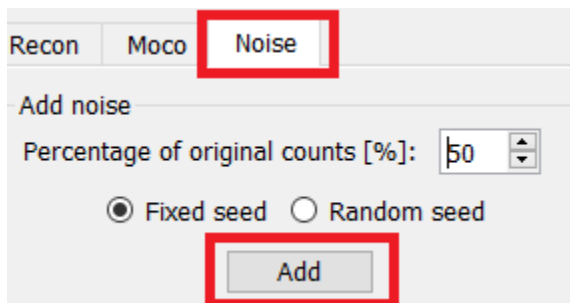 Recon Moco Noise
Add noise
Percentage of original counts [%]: 50
Fixed seed Random seed
Add